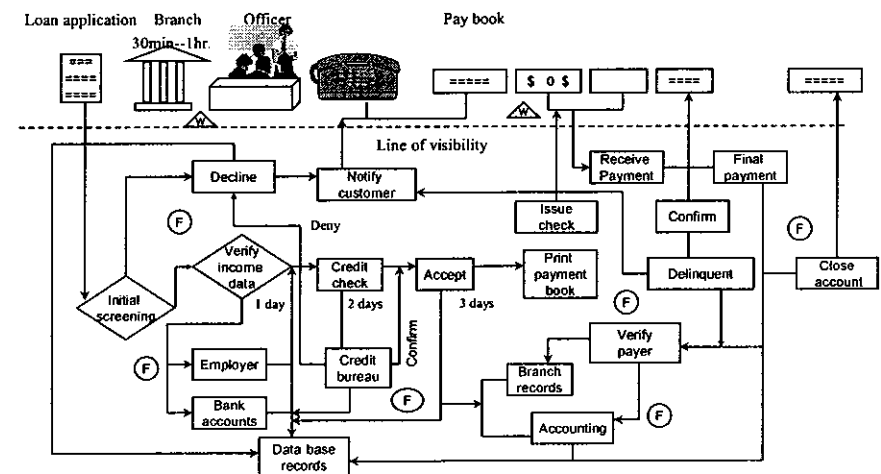 Loan application Branch Officer Pay book
30min--1hr.
===
====
====
===== $ 0 $ ==== =====
W
W
Line of visibility
Decline
Notify
customer
Receive
Payment
Final
payment
Issue
check
Confirm
F
Deny
F
Verify
income
data
Credit
check
Accept
Print
payment
book
Delinquent
Close
account
Initial
screening
1 day
2 days
3 days
F
Verify
payer
Confirm
F
Employer
Credit
bureau
Branch
records
F
Bank
accounts
Accounting
F
Data base
records